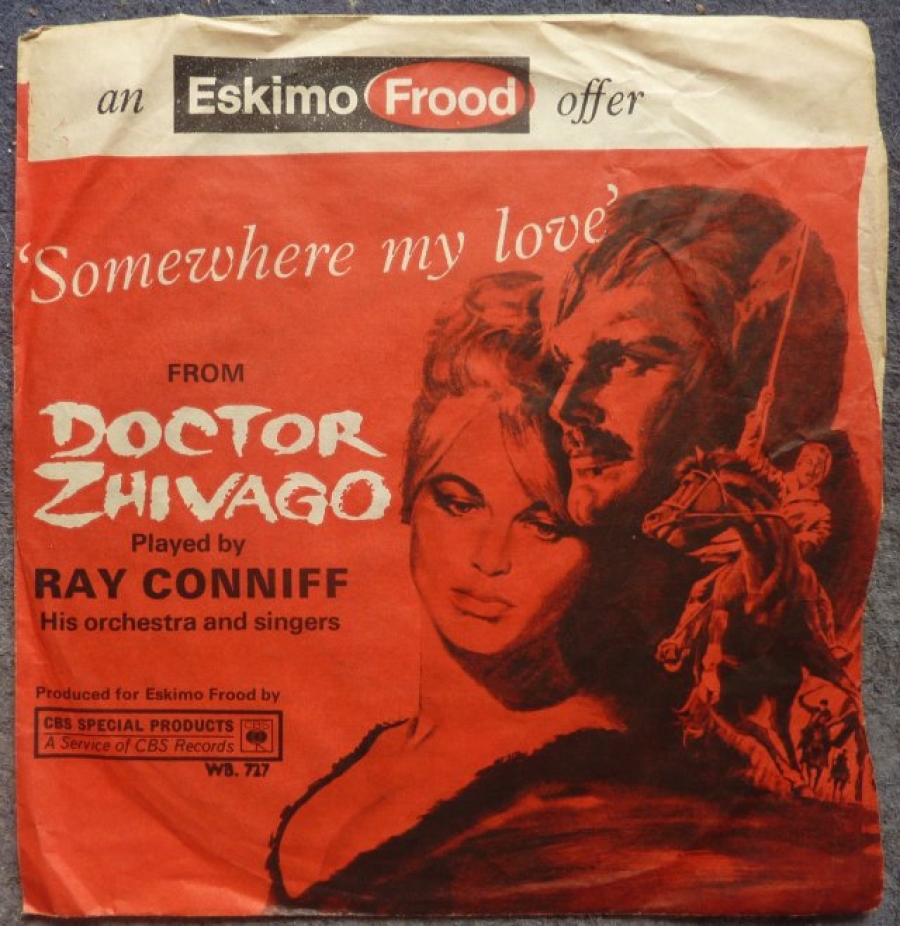 an Eskimo Frood offer
‘Somewhere my love’
FROM
DOCTOR
ZHIVAGO
Played by
RAY CONNIFF
His orchestra and singers
Produced for Eskimo Frood by
CBS SPECIAL PRODUCTS CBS
A Service of CBS Records
WB. 727